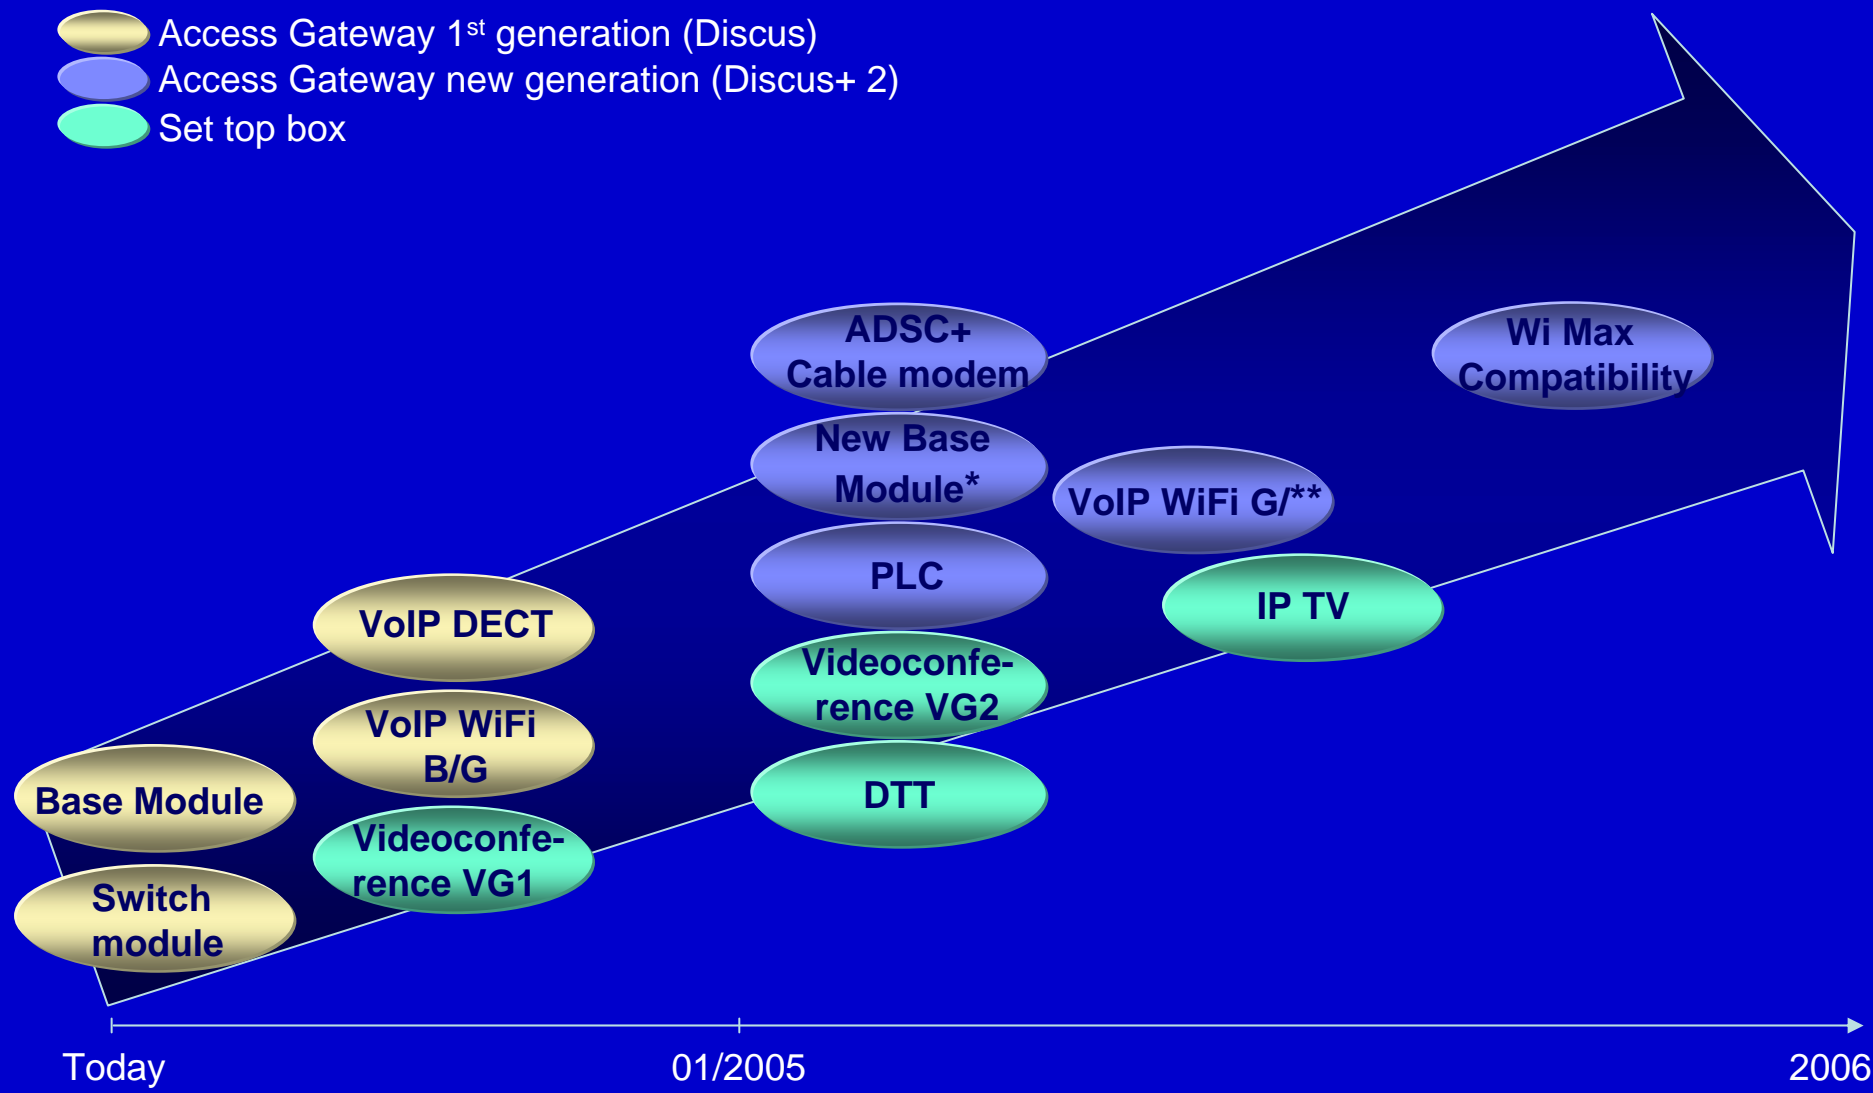 Access Gateway 1st generation (Discus)
Access Gateway new generation (Discus+ 2)
Set top box
ADSC+
Cable modem
Wi Max
Compatibility
New Base
Module*
VoIP WiFi G/**
PLC
IP TV
VoIP DECT
Videoconfe-
rence VG2
VoIP WiFi
B/G
DTT
Base Module
Videoconfe-
rence VG1
Switch
module
Today
01/2005
2006